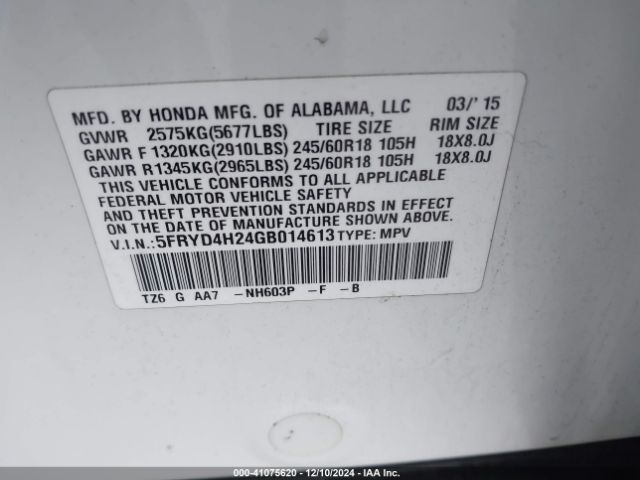 MFD. BY HONDA MFG. OF ALABAMA, LLC 03/'15
GVWR 2575KG(5677LBS) TIRE SIZE RIM SIZE
GAWR F 1320KG(2910LBS) 245/60R18 105H 18X8.0J
GAWR R1345KG(2965LBS) 245/60R18 105H 18X8.0J
THIS VEHICLE CONFORMS TO ALL APPLICABLE
FEDERAL MOTOR VEHICLE SAFETY
AND THEFT PREVENTION STANDARDS IN EFFECT
ON THE DATE OF MANUFACTURE SHOWN ABOVE.
V.I.N.:5FRYD4H24GB014613 TYPE: MPV
TZ6 G AA7 -NH603P -F -B
000-41075620 - 12/10/2024 - IAA Inc.